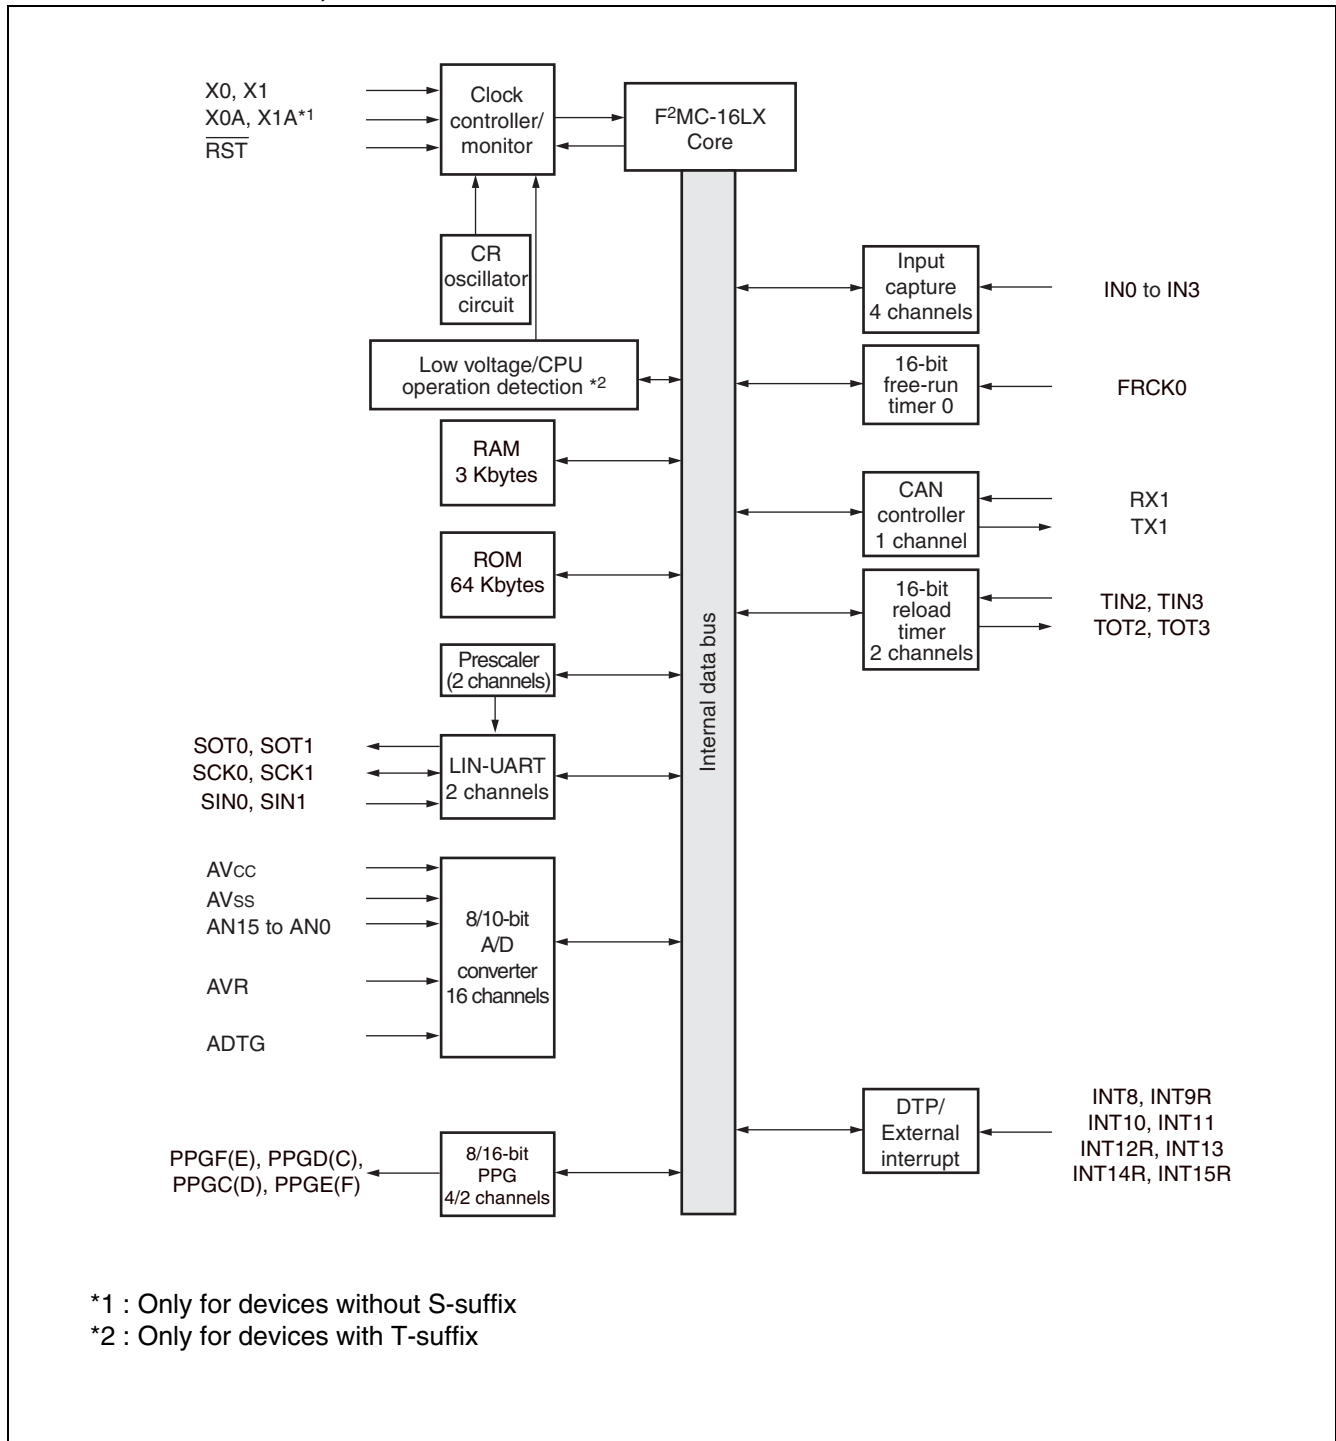 X0, X1
X0A, X1A*1
RST
Clock
controller/
monitor
F2MC-16LX
Core
CR
oscillator
circuit
Low voltage/CPU
operation detection *2
RAM
3 Kbytes
ROM
64 Kbytes
Prescaler
(2 channels)
SOT0, SOT1
SCK0, SCK1
SIN0, SIN1
LIN-UART
2 channels
AVCC
AVSS
AN15 to AN0
AVR
ADTG
8/10-bit
A/D
converter
16 channels
PPGF(E), PPGD(C),
PPGC(D), PPGE(F)
8/16-bit
PPG
4/2 channels
Internal data bus
Input
capture
4 channels
IN0 to IN3
16-bit
free-run
timer 0
FRCK0
CAN
controller
1 channel
RX1
TX1
16-bit
reload
timer
2 channels
TIN2, TIN3
TOT2, TOT3
DTP/
External
interrupt
INT8, INT9R
INT10, INT11
INT12R, INT13
INT14R, INT15R
*1 : Only for devices without S-suffix
*2 : Only for devices with T-suffix